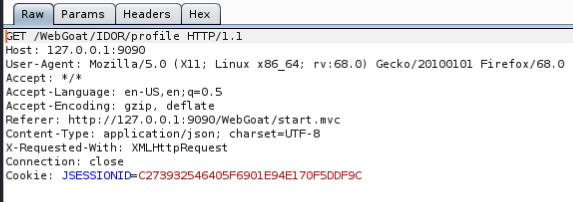 Raw Params Headers Hex
GET /WebGoat/IDOR/profile HTTP/1.1
Host: 127.0.0.1:9090
User-Agent: Mozilla/5.0 (X11; Linux x86_64; rv:68.0) Gecko/20100101 Firefox/68.0
Accept: */*
Accept-Language: en-US,en;q=0.5
Accept-Encoding: gzip, deflate
Referer: http://127.0.0.1:9090/WebGoat/start.mvc
Content-Type: application/json; charset=UTF-8
X-Requested-With: XMLHttpRequest
Connection: close
Cookie: JSESSIONID=C273932546405F6901E94E170F5DDF9C